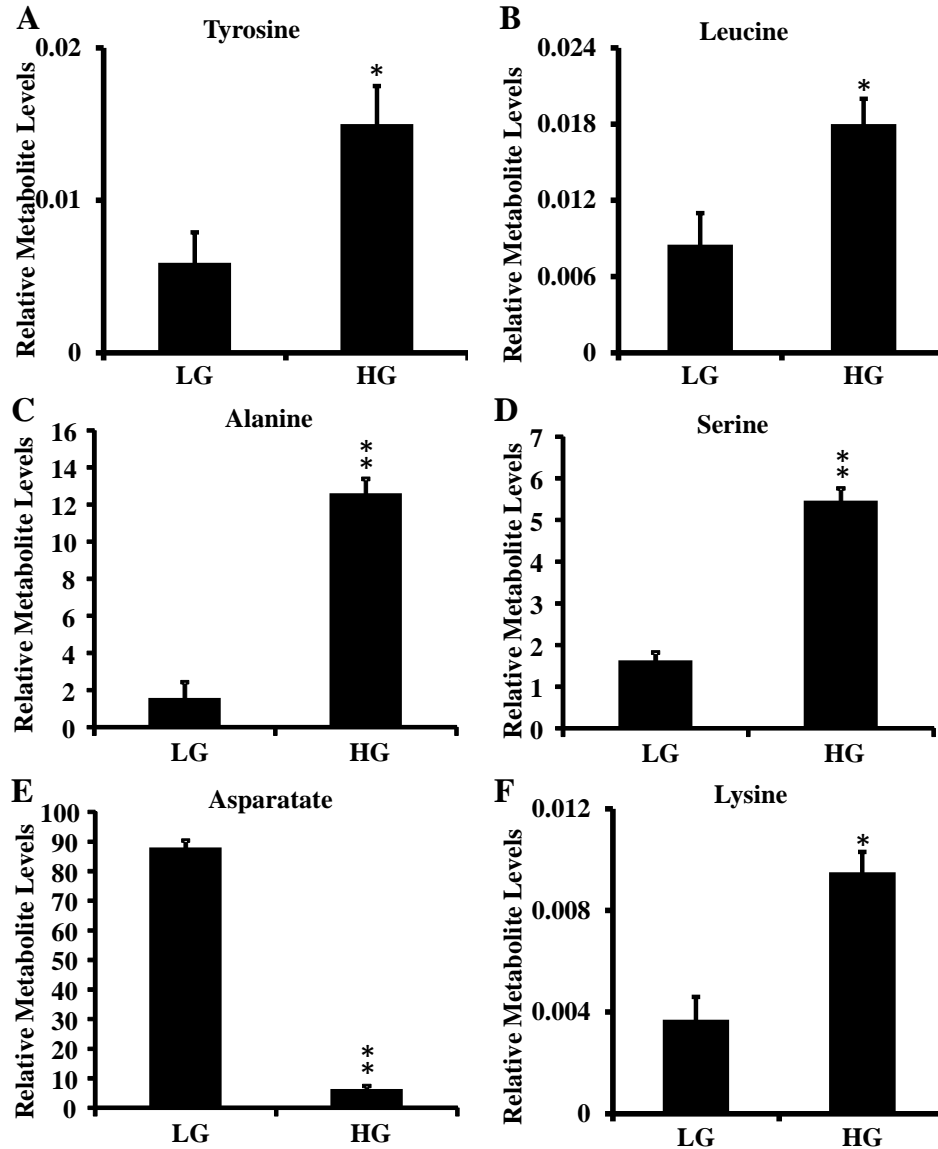 A
Tyrosine
Relative Metabolite Levels
0.02
0.01
0
*
LG
HG
B
Leucine
Relative Metabolite Levels
0.024
0.018
0.012
0.006
0
*
LG
HG
C
Alanine
Relative Metabolite Levels
16
14
12
10
8
6
4
2
0
**
LG
HG
D
Serine
Relative Metabolite Levels
7
6
5
4
3
2
1
0
**
LG
HG
E
Asparatate
Relative Metabolite Levels
100
90
80
70
60
50
40
30
20
10
0
**
LG
HG
F
Lysine
Relative Metabolite Levels
0.012
0.008
0.004
0
*
LG
HG